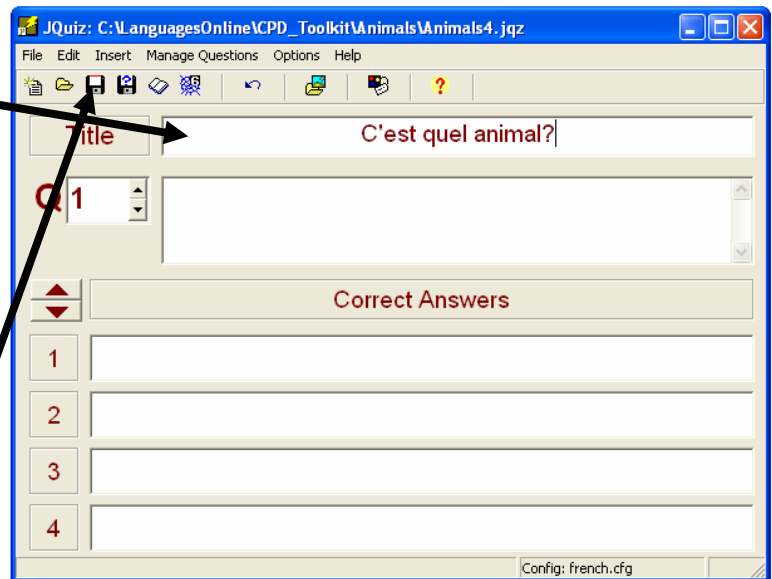 JQuiz: C:\LanguagesOnline\CPD_Toolkit\Animals\Animals4.jqz
File Edit Insert Manage Questions Options Help
Title C'est quel animal?
Q 1
Correct Answers
1
2
3
4
Config: french.cfg